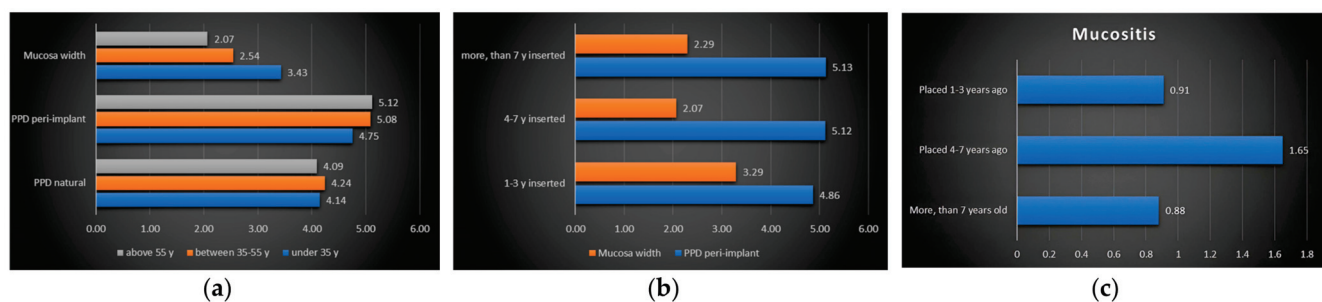 Mucosa width
2.07
2.54
3.43
PPD peri-implant
5.12
5.08
4.75
PPD natural
4.09
4.24
4.14
0.00 1.00 2.00 3.00 4.00 5.00 6.00
above 55 y between 35-55 y under 35 y
(a)
more, than 7 y inserted
2.29
5.13
4-7 y inserted
2.07
5.12
1-3 y inserted
3.29
4.86
0.00 1.00 2.00 3.00 4.00 5.00 6.00
Mucosa width PPD peri-implant
(b)
Mucositis
Placed 1-3 years ago
0.91
Placed 4-7 years ago
1.65
More, than 7 years old
0.88
0 0.2 0.4 0.6 0.8 1 1.2 1.4 1.6 1.8
(c)